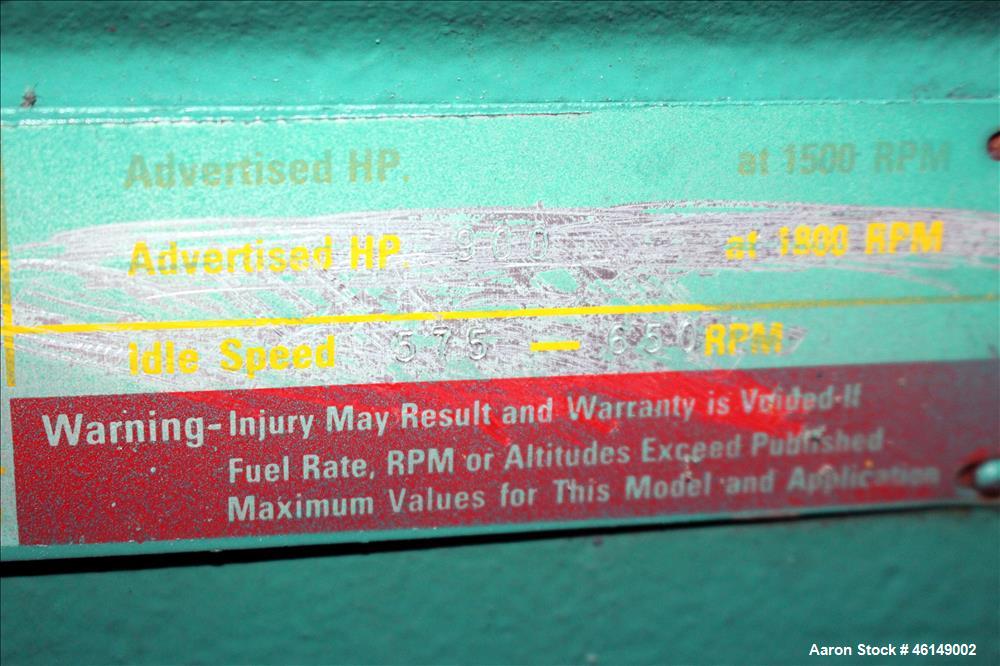 Advertised HP. at 1500 RPM
Advertised HP. 900 at 1800 RPM
Idle Speed 575 — 650 RPM
Warning-Injury May Result and Warranty is Voided If
Fuel Rate, RPM or Altitudes Exceed Published
Maximum Values for This Model and Application
Aaron Stock # 46149002